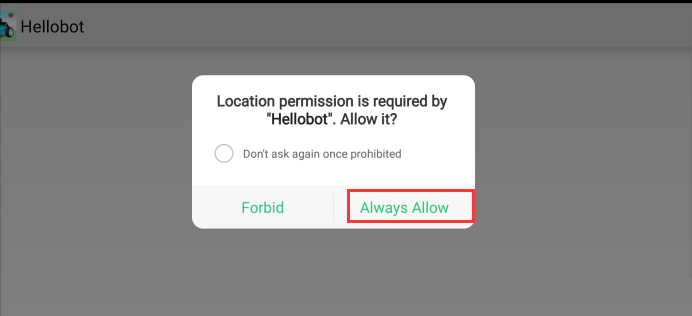 Hellobot
Location permission is required by
"Hellobot". Allow it?
Don't ask again once prohibited
Forbid
Always Allow